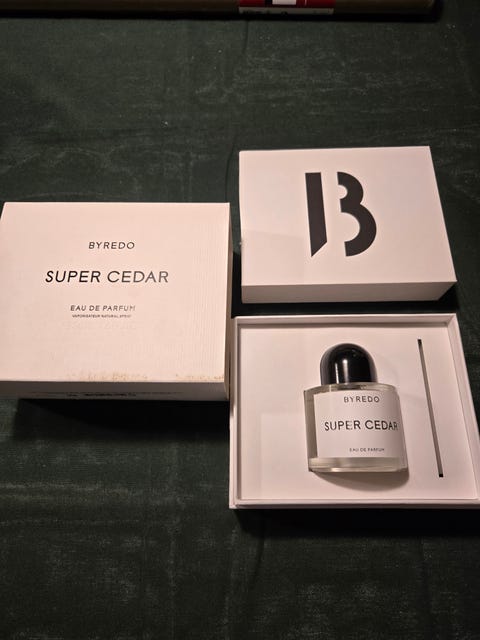 BYREDO
SUPER CEDAR
EAU DE PARFUM
VAPORISATEUR NATURAL SPRAY
B
BYREDO
SUPER CEDAR
EAU DE PARFUM